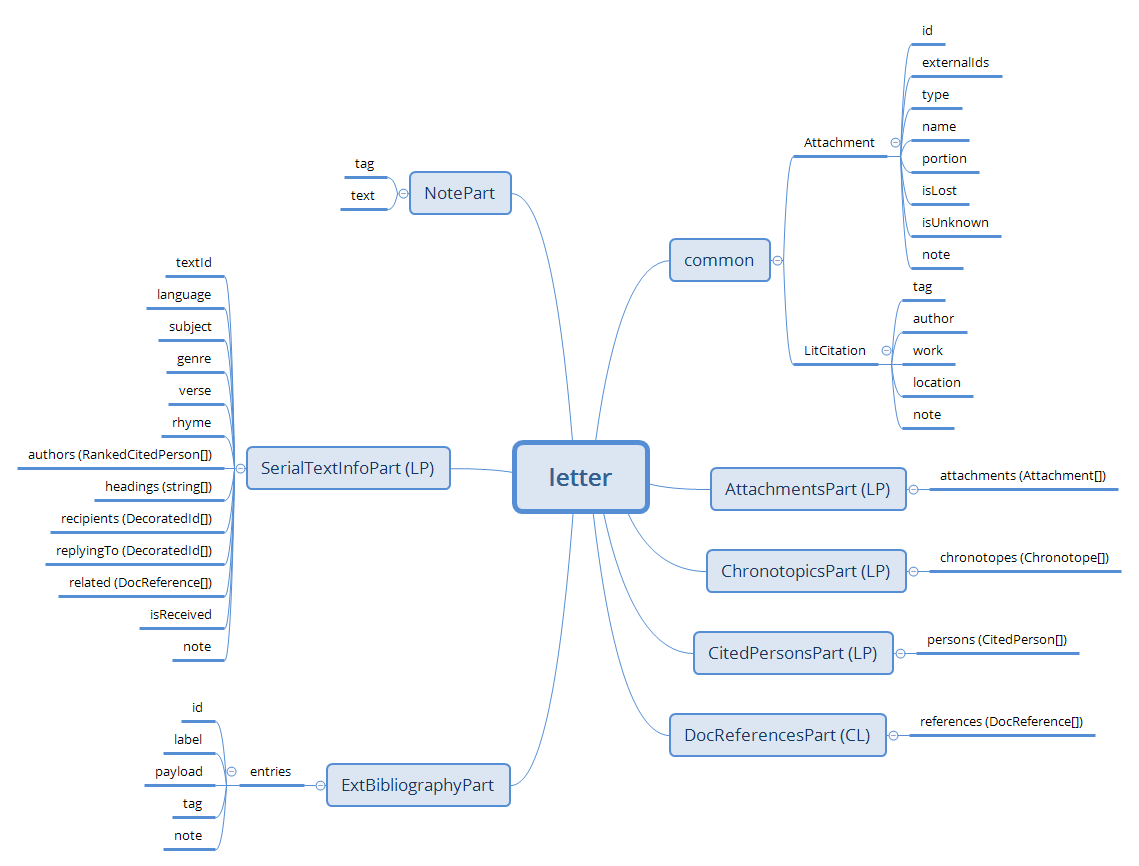 letter
common
Attachment
id
externalIds
type
name
portion
isLost
isUnknown
note
LitCitation
tag
author
work
location
note
AttachmentsPart (LP)
attachments (Attachment[])
ChronotopicsPart (LP)
chronotopes (Chronotope[])
CitedPersonsPart (LP)
persons (CitedPerson[])
DocReferencesPart (CL)
references (DocReference[])
NotePart
tag
text
SerialTextInfoPart (LP)
textId
language
subject
genre
verse
rhyme
authors (RankedCitedPerson[])
headings (string[])
recipients (DecoratedId[])
replyingTo (DecoratedId[])
related (DocReference[])
isReceived
note
ExtBibliographyPart
entries
id
label
payload
tag
note